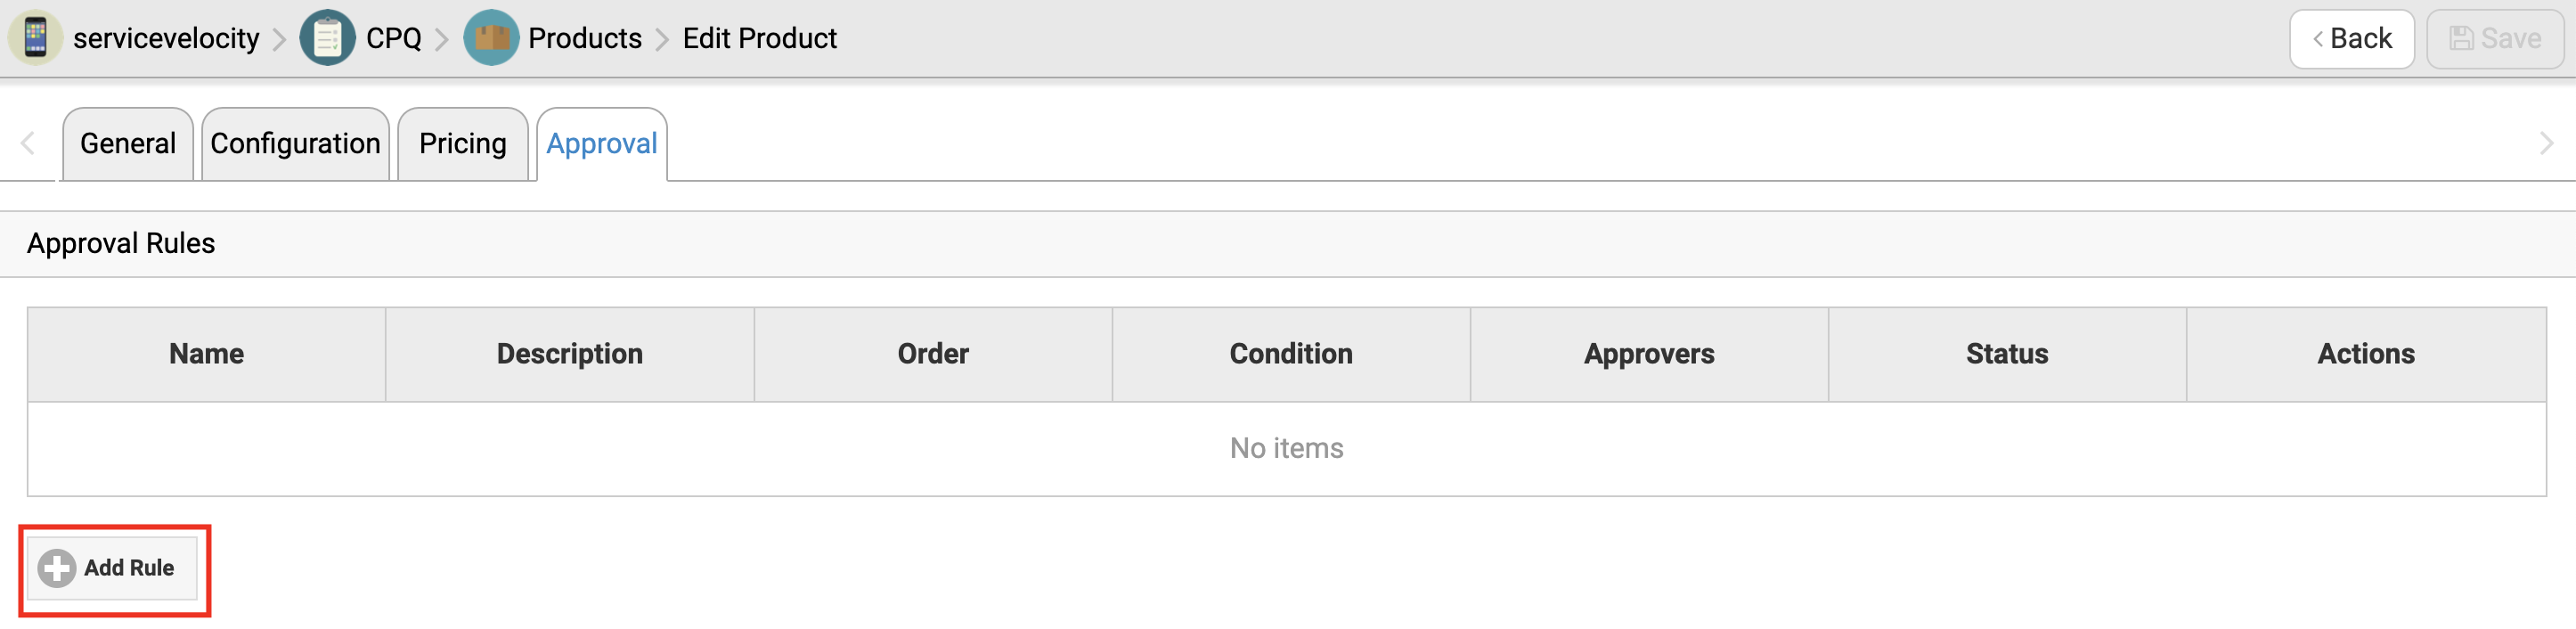 servicevelocity > CPQ > Products > Edit Product
< Back
Save
General
Configuration
Pricing
Approval
Approval Rules
Name Description Order Condition Approvers Status Actions
No items
Add Rule